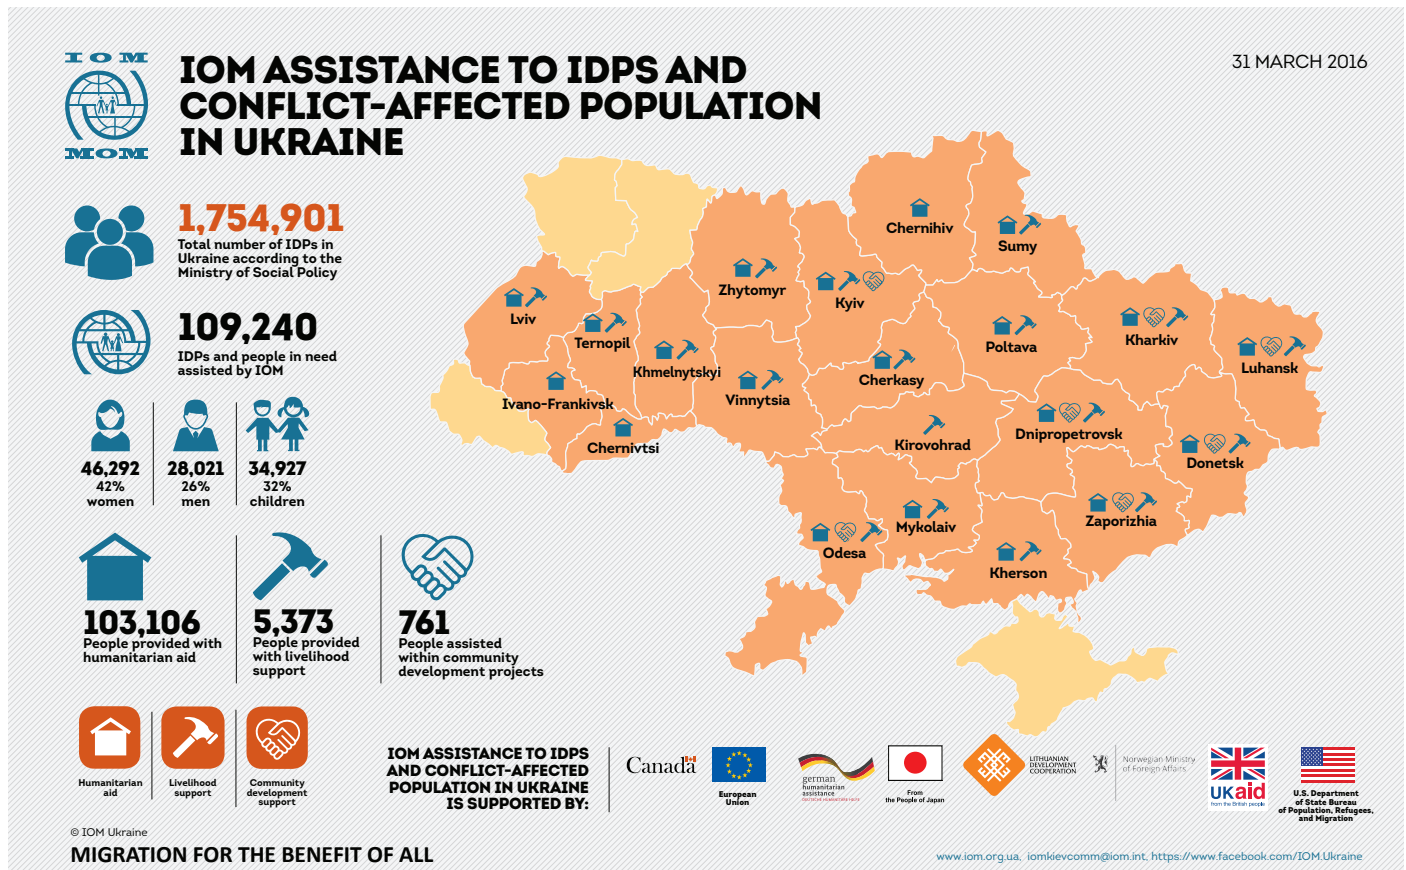 IOM
MOM
IOM ASSISTANCE TO IDPS AND
CONFLICT-AFFECTED POPULATION
IN UKRAINE
31 MARCH 2016
1,754,901
Total number of IDPs in
Ukraine according to the
Ministry of Social Policy
109,240
IDPs and people in need
assisted by IOM
46,292
42%
women
28,021
26%
men
34,927
32%
children
103,106
People provided with
humanitarian aid
5,373
People provided
with livelihood
support
761
People assisted
within community
development projects
Humanitarian
aid
Livelihood
support
Community
development
support
Chernihiv
Sumy
Zhytomyr
Kyiv
Lviv
Ternopil
Khmelnytskyi
Poltava
Kharkiv
Luhansk
Cherkasy
Vinnytsia
Ivano-Frankivsk
Chernivtsi
Kirovohrad
Dnipropetrovsk
Donetsk
Zaporizhia
Mykolaiv
Odesa
Kherson
IOM ASSISTANCE TO IDPS
AND CONFLICT-AFFECTED
POPULATION IN UKRAINE
IS SUPPORTED BY:
Canada
European
Union
german
humanitarian
assistance
DEUTSCHE HUMANITÄRE HILFE
From
the People of Japan
LITHUANIAN
DEVELOPMENT
COOPERATION
Norwegian Ministry
of Foreign Affairs
UKaid
from the British people
U.S. Department
of State Bureau
of Population, Refugees,
and Migration
© IOM Ukraine
MIGRATION FOR THE BENEFIT OF ALL
www.iom.org.ua, iomkievcomm@iom.int, https://www.facebook.com/IOM.Ukraine